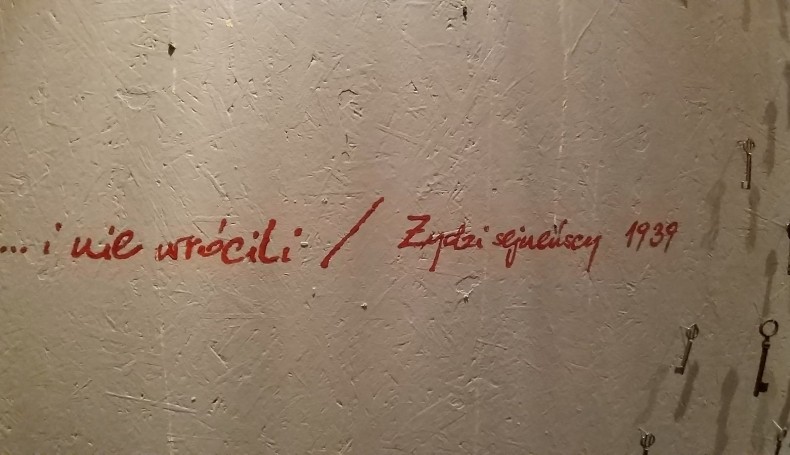 ... i nie wrócili / Żydzi sejneńscy 1939